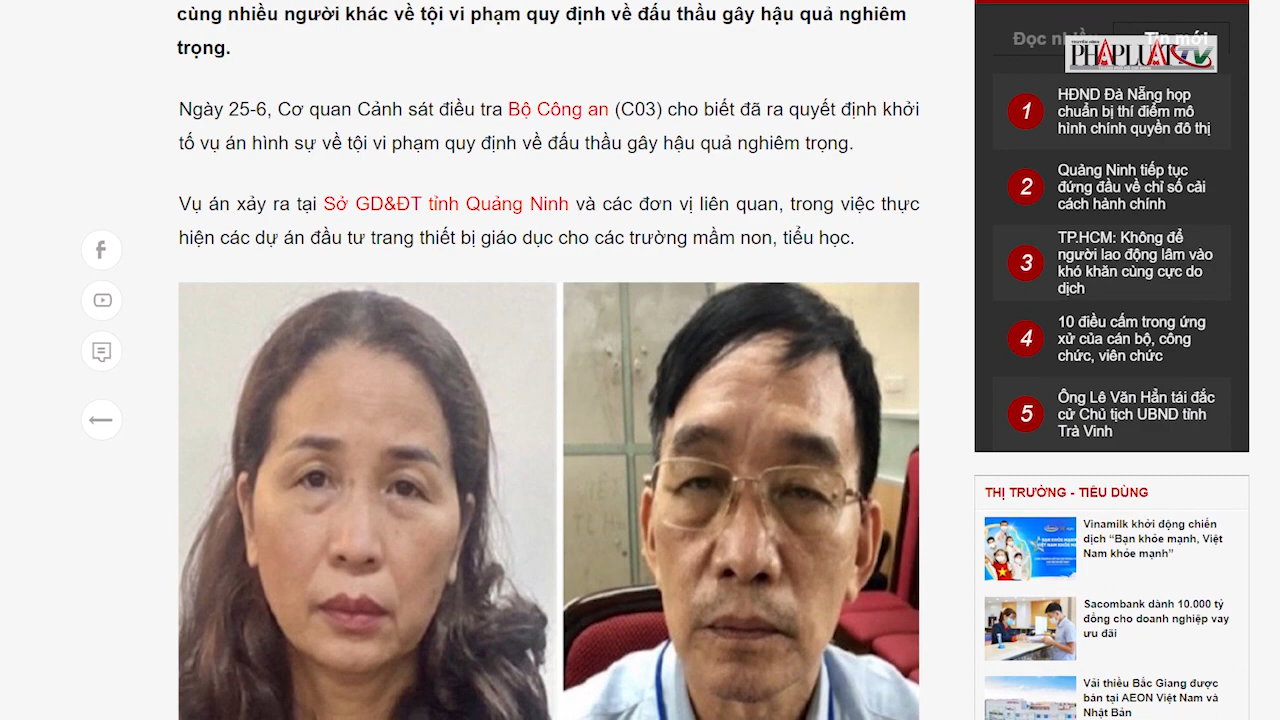 cùng nhiều người khác về tội vi phạm quy định về đấu thầu gây hậu quả nghiêm
trọng.
Ngày 25-6, Cơ quan Cảnh sát điều tra Bộ Công an (C03) cho biết đã ra quyết định khởi
tố vụ án hình sự về tội vi phạm quy định về đấu thầu gây hậu quả nghiêm trọng.
Vụ án xảy ra tại Sở GD&ĐT tỉnh Quảng Ninh và các đơn vị liên quan, trong việc thực
hiện các dự án đầu tư trang thiết bị giáo dục cho các trường mầm non, tiểu học.
Đọc nhiều Tin mới
PHÁPLUẬT TV
1
HĐND Đà Nẵng họp
chuẩn bị thí điểm mô
hình chính quyền đô thị
2
Quảng Ninh tiếp tục
đứng đầu về chỉ số cải
cách hành chính
3
TP.HCM: Không để
người lao động lâm vào
khó khăn cùng cực do
dịch
4
10 điều cấm trong ứng
xử của cán bộ, công
chức, viên chức
5
Ông Lê Văn Hẳn tái đắc
cử Chủ tịch UBND tỉnh
Trà Vinh
THỊ TRƯỜNG - TIÊU DÙNG
Vinamilk khởi động chiến
dịch “Bạn khỏe mạnh, Việt
Nam khỏe mạnh”
Sacombank dành 10.000 tỷ
đồng cho doanh nghiệp vay
ưu đãi
Vải thiều Bắc Giang được
bán tại AEON Việt Nam và
Nhật Bản